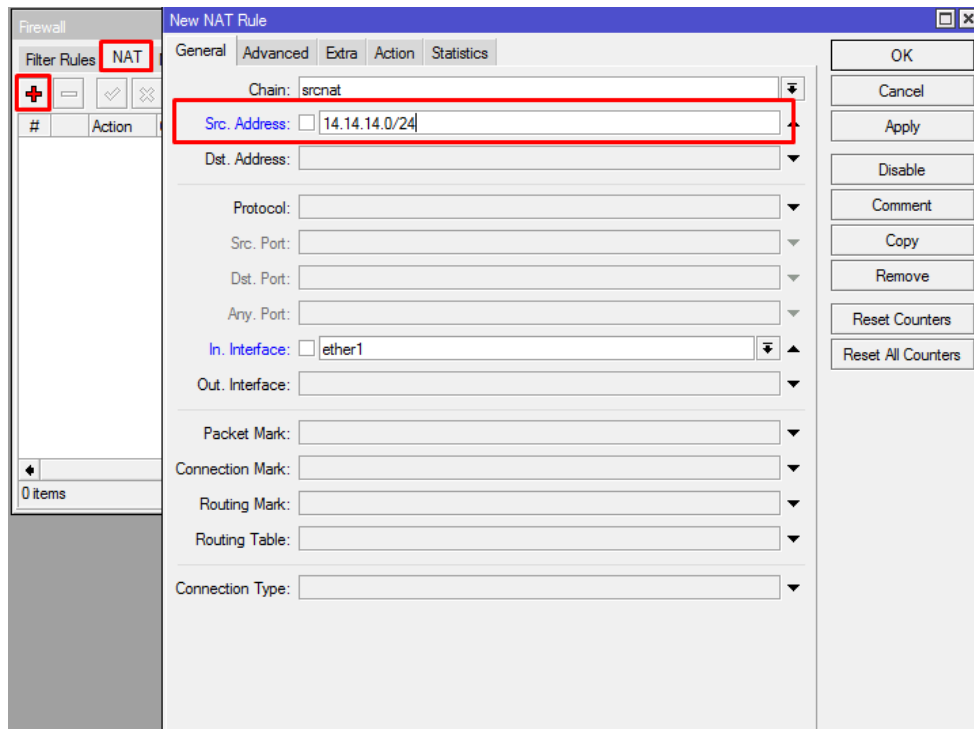 Firewall
Filter Rules NAT
# Action
0 items
New NAT Rule
General Advanced Extra Action Statistics
Chain: srcnat
Src. Address: 14.14.14.0/24
Dst. Address:
Protocol:
Src. Port:
Dst. Port:
Any. Port:
In. Interface: ether1
Out. Interface:
Packet Mark:
Connection Mark:
Routing Mark:
Routing Table:
Connection Type:
OK
Cancel
Apply
Disable
Comment
Copy
Remove
Reset Counters
Reset All Counters